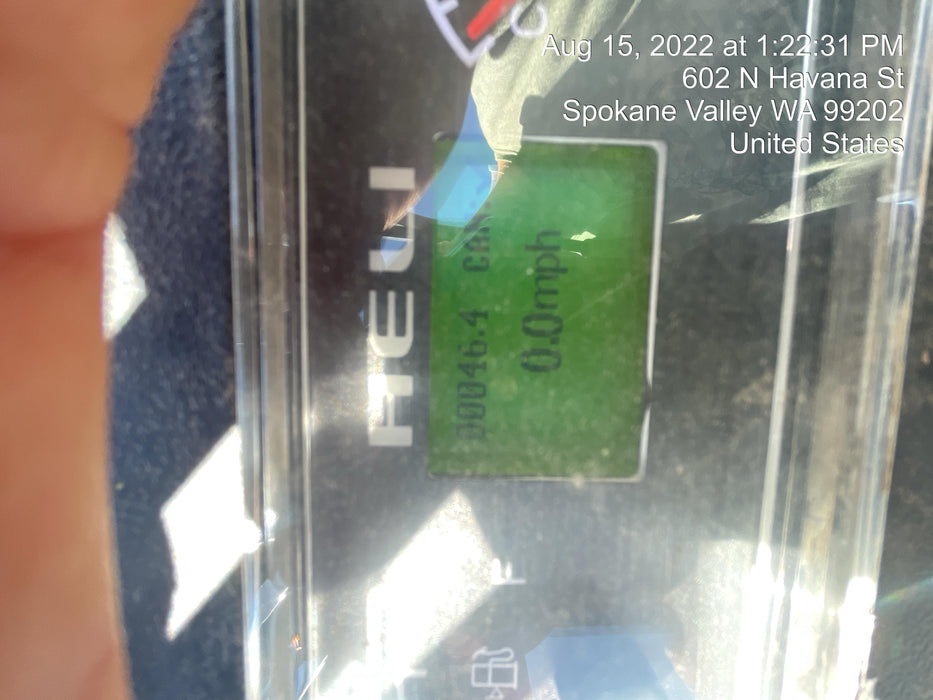 Aug 15, 2022 at 1:22:31 PM
602 N Havana St
Spokane Valley WA 99202
United States
HELI
00046.4
0.0mph
F
C